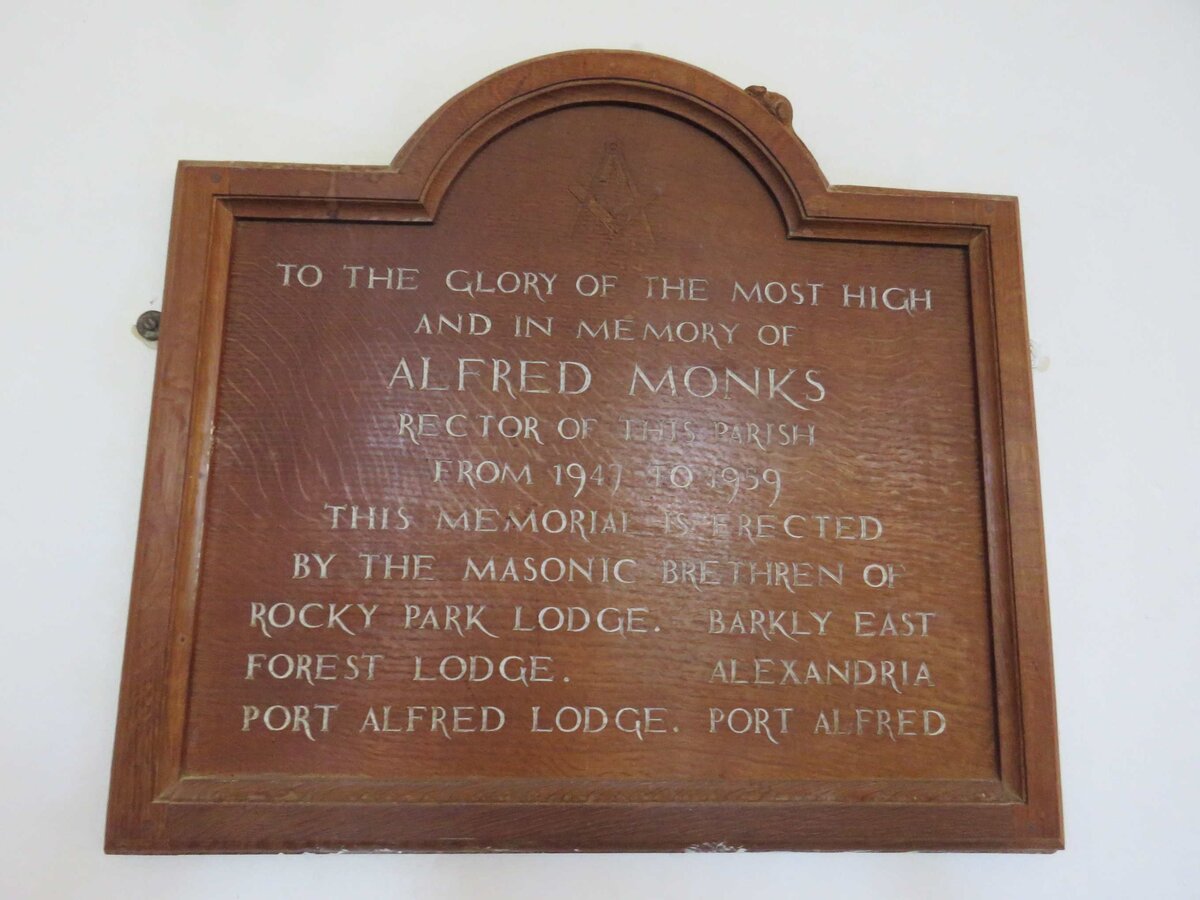 TO THE GLORY OF THE MOST HIGH
AND IN MEMORY OF
ALFRED MONKS
RECTOR OF THIS PARISH
FROM 1947 TO 1959
THIS MEMORIAL IS ERECTED
BY THE MASONIC BRETHREN OF
ROCKY PARK LODGE. BARKLY EAST
FOREST LODGE. ALEXANDRIA
PORT ALFRED LODGE. PORT ALFRED